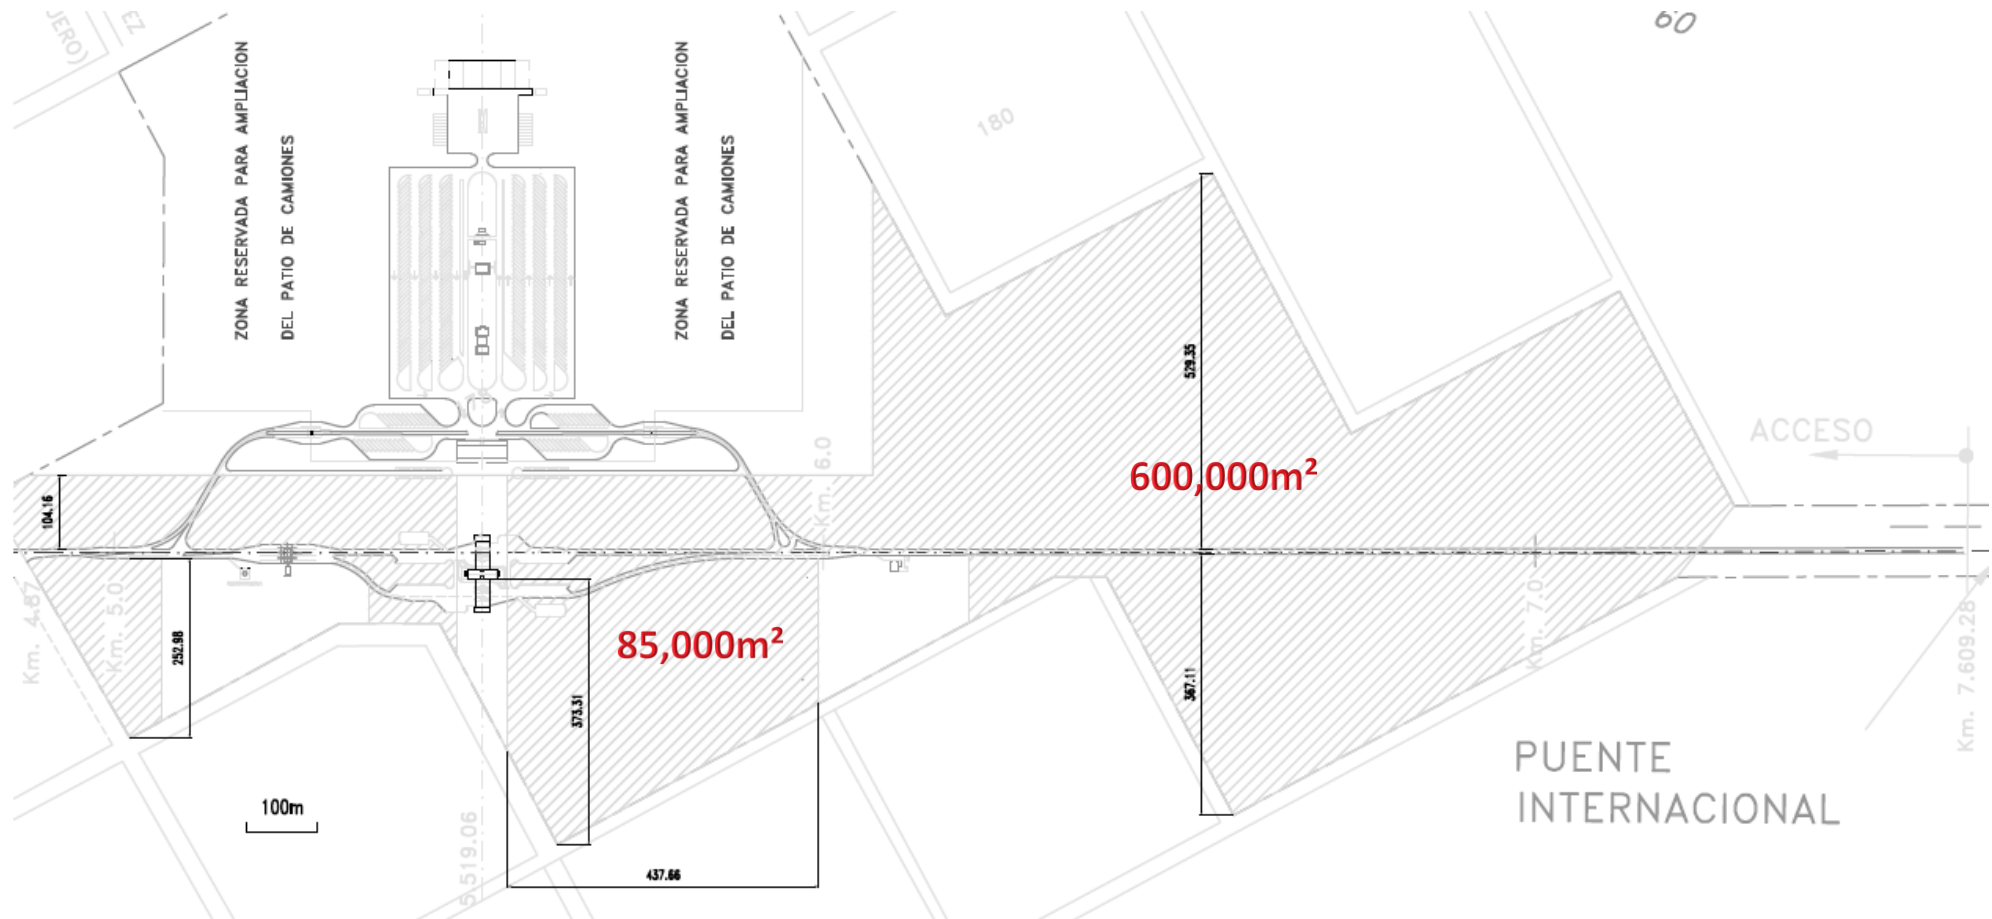 JERO)
EZ
60
ZONA RESERVADA PARA AMPLIACION
DEL PATIO DE CAMIONES
ZONA RESERVADA PARA AMPLIACION
DEL PATIO DE CAMIONES
180
529.35
ACCESO
Km. 6.0
600,000m²
104.16
Km. 4.87
Km. 5.0
252.98
85,000m²
373.31
367.11
Km. 7.0
Km. 7.609.28
PUENTE
INTERNACIONAL
100m
5.519.06
437.66